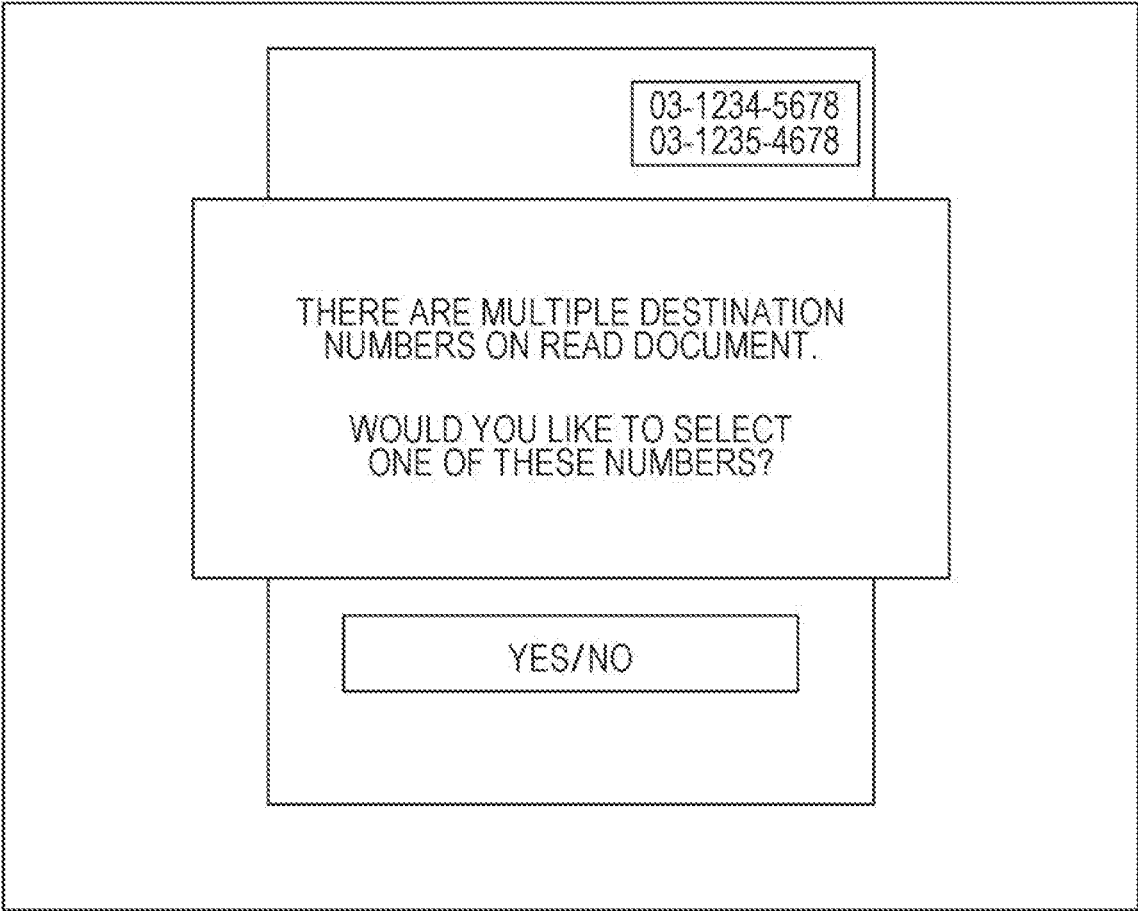 03-1234-5678
03-1235-4678
THERE ARE MULTIPLE DESTINATION
NUMBERS ON READ DOCUMENT.
WOULD YOU LIKE TO SELECT
ONE OF THESE NUMBERS?
YES/NO